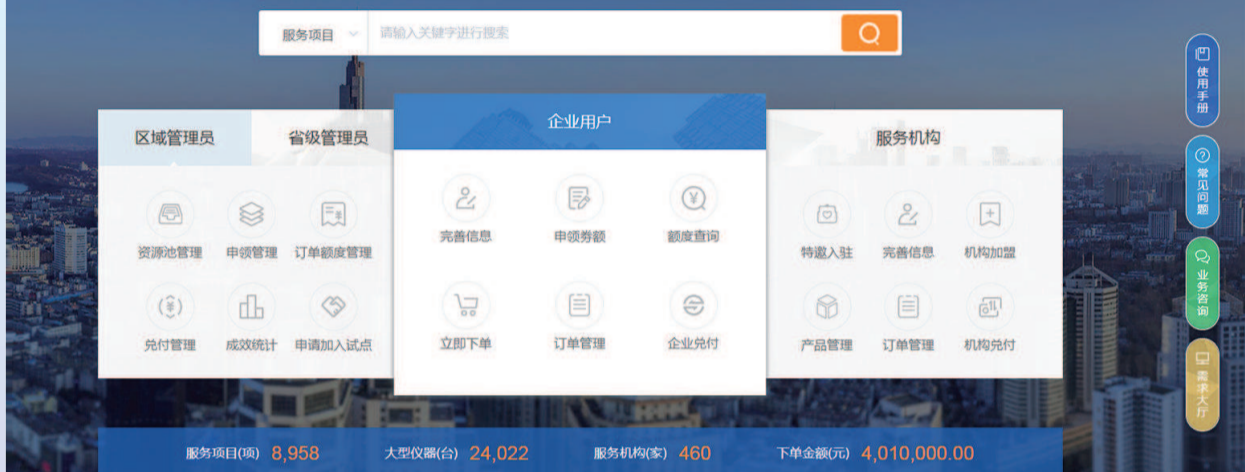 服务项目 请输入关键字进行搜索
区域管理员 省级管理员 企业用户 服务机构
资源池管理 申领管理 订单额度管理
兑付管理 成效统计 申请加入试点
完善信息 申领券额 额度查询
立即下单 订单管理 企业兑付
特邀入驻 完善信息 机构加盟
产品管理 订单管理 机构兑付
使用手册
常见问题
业务咨询
需求大厅
服务项目(项) 8,958 大型仪器(台) 24,022 服务机构(家) 460 下单金额(元) 4,010,000.00